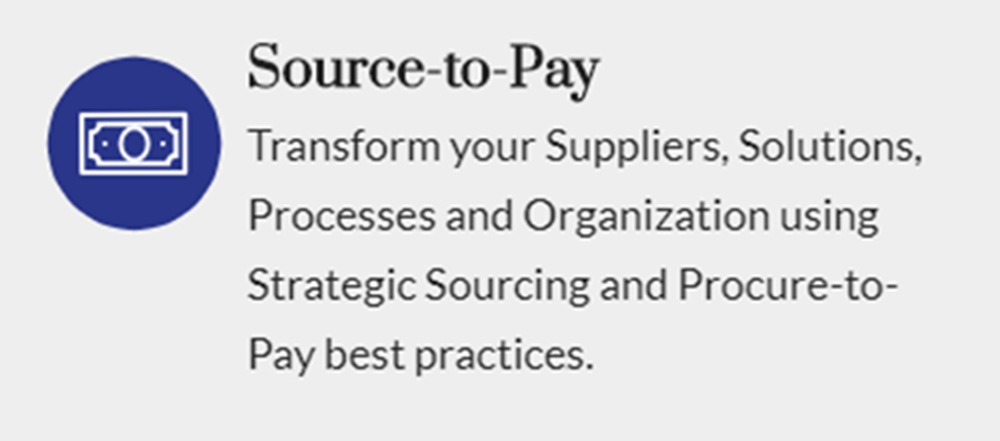 Source-to-Pay
Transform your Suppliers, Solutions,
Processes and Organization using
Strategic Sourcing and Procure-to-
Pay best practices.